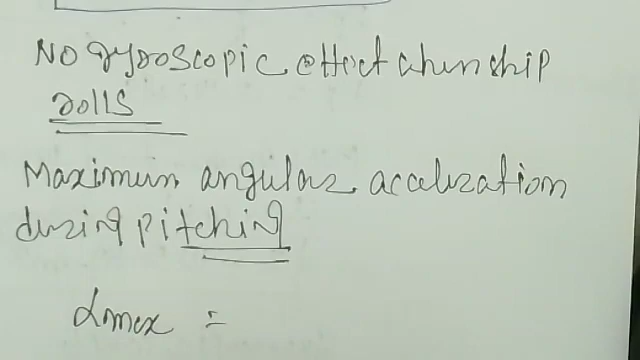 No gyroscopic effect when ship
rolls
Maximum angular acceleration
during pitching
αmax =